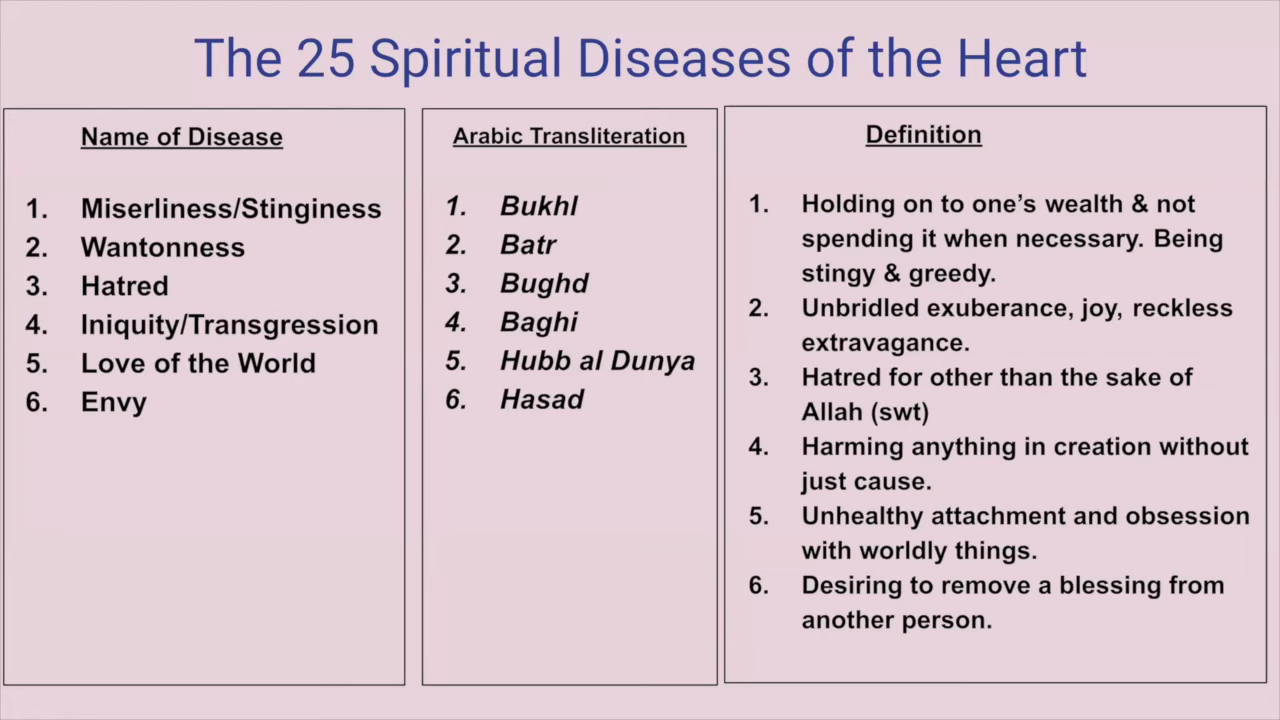 The 25 Spiritual Diseases of the Heart
Name of Disease
1. Miserliness/Stinginess
2. Wantonness
3. Hatred
4. Iniquity/Transgression
5. Love of the World
6. Envy
Arabic Transliteration
1. Bukhl
2. Batr
3. Bughd
4. Baghi
5. Hubb al Dunya
6. Hasad
Definition
1. Holding on to one’s wealth & not
spending it when necessary. Being
stingy & greedy.
2. Unbridled exuberance, joy, reckless
extravagance.
3. Hatred for other than the sake of
Allah (swt)
4. Harming anything in creation without
just cause.
5. Unhealthy attachment and obsession
with worldly things.
6. Desiring to remove a blessing from
another person.